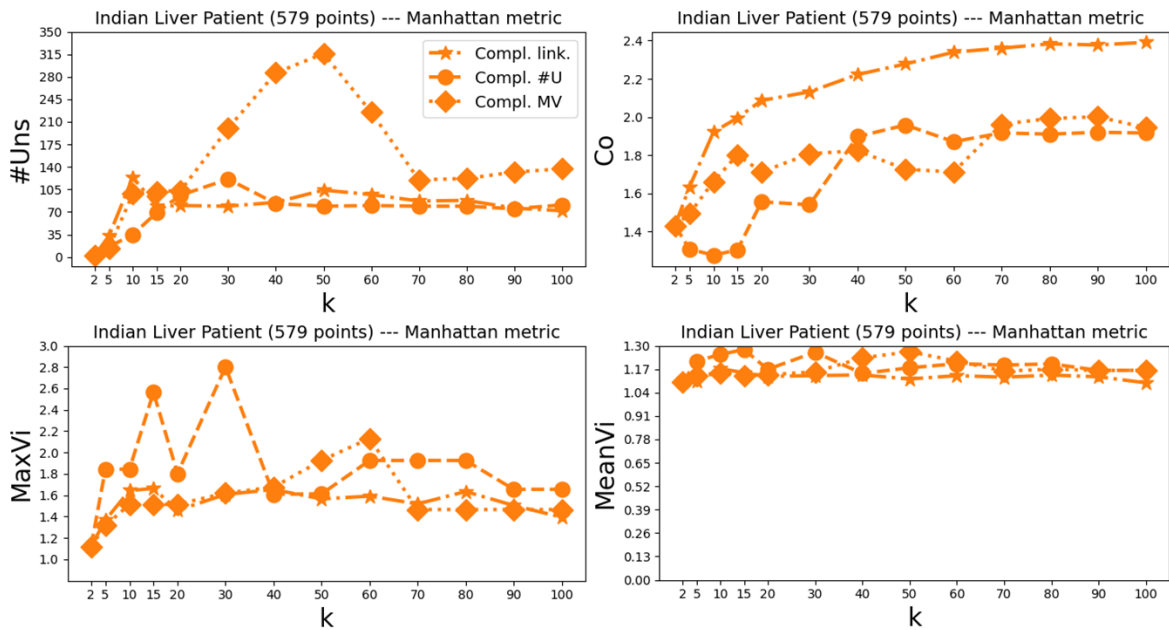 Indian Liver Patient (579 points) --- Manhattan metric
350
315
280
245
210
175
140
105
70
35
0
#Uns
Compl. link.
Compl. #U
Compl. MV
2 5 10 15 20 30 40 50 60 70 80 90 100
k
Indian Liver Patient (579 points) --- Manhattan metric
2.4
2.2
2.0
1.8
1.6
1.4
Co
2 5 10 15 20 30 40 50 60 70 80 90 100
k
Indian Liver Patient (579 points) --- Manhattan metric
3.0
2.8
2.6
2.4
2.2
2.0
1.8
1.6
1.4
1.2
1.0
MaxVi
2 5 10 15 20 30 40 50 60 70 80 90 100
k
Indian Liver Patient (579 points) --- Manhattan metric
1.30
1.17
1.04
0.91
0.78
0.65
0.52
0.39
0.26
0.13
0.00
MeanVi
2 5 10 15 20 30 40 50 60 70 80 90 100
k